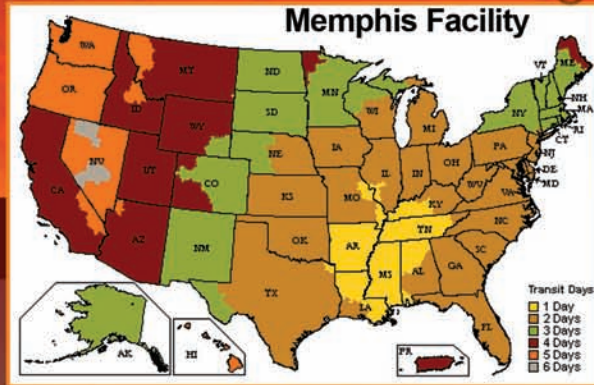 Memphis Facility
WA
OR
CA
NV
ID
MT
WY
UT
AZ
CO
NM
ND
SD
NE
KS
OK
TX
MN
IA
MO
AR
LA
WI
IL
MS
MI
IN
KY
TN
AL
OH
WV
VA
NC
SC
GA
FL
PA
NY
VT
ME
NH
MA
RI
CT
NJ
DE
MD
AK
HI
PR
Transit Days
1 Day
2 Days
3 Days
4 Days
5 Days
6 Days